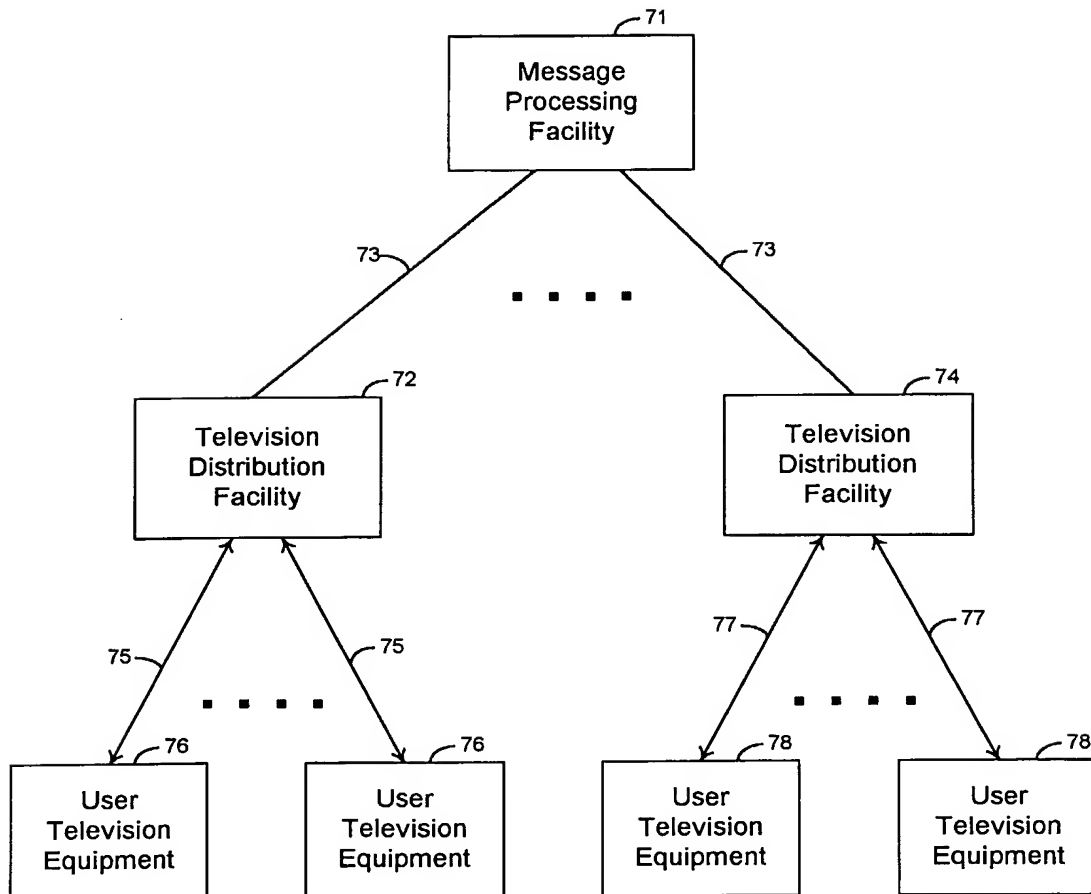 71
Message
Processing
Facility
73
73
72
74
Television
Distribution
Facility
Television
Distribution
Facility
75
75
77
77
76
76
78
78
User
Television
Equipment
User
Television
Equipment
User
Television
Equipment
User
Television
Equipment